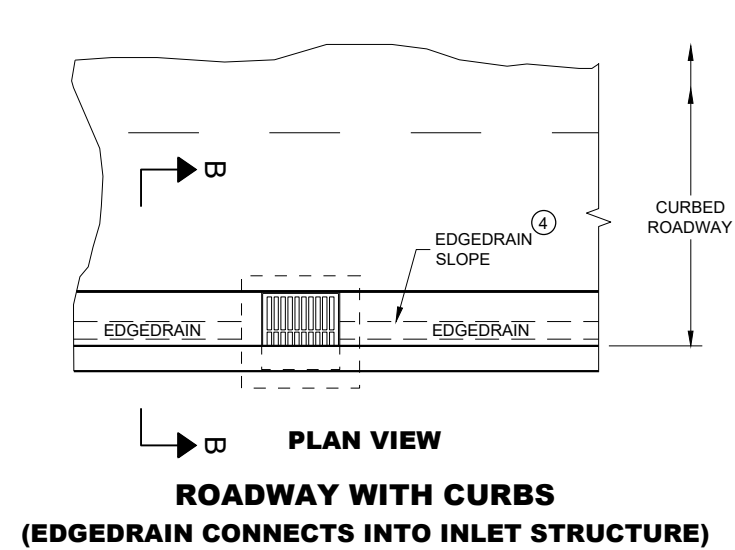 B
4
EDGEDRAIN
SLOPE
CURBED
ROADWAY
EDGEDRAIN
EDGEDRAIN
B
PLAN VIEW
ROADWAY WITH CURBS
(EDGEDRAIN CONNECTS INTO INLET STRUCTURE)